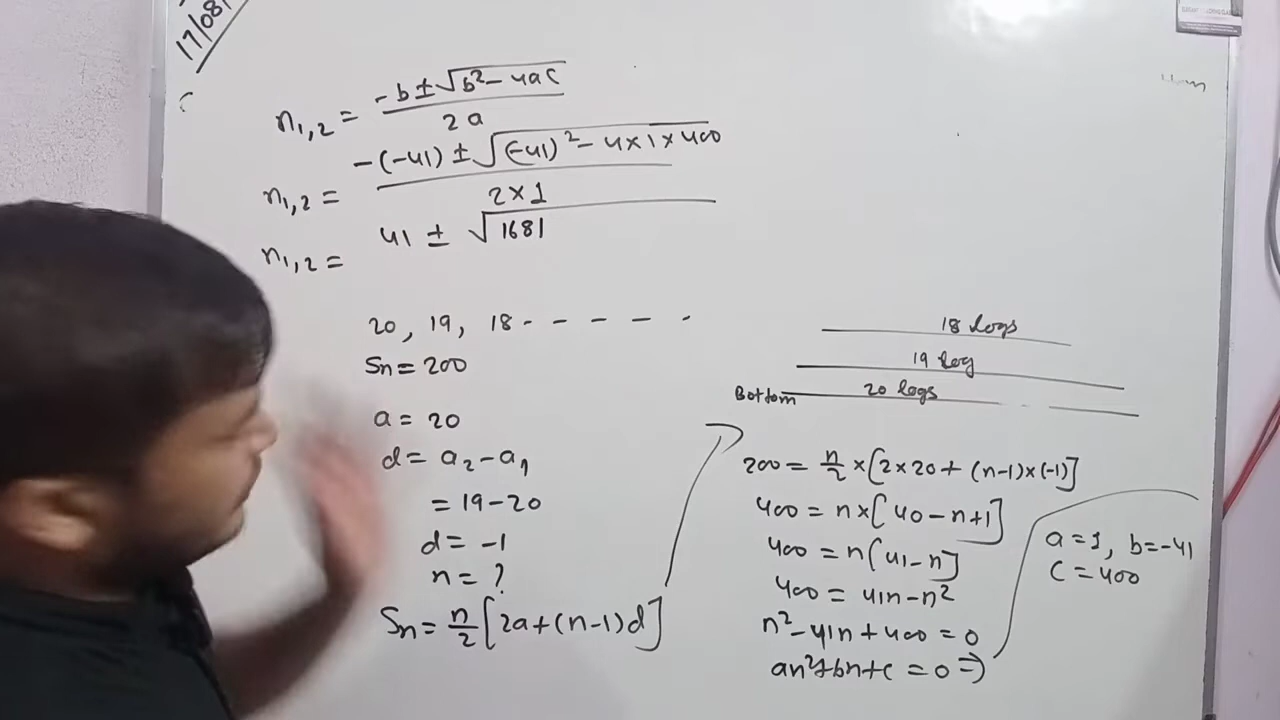 17/08/
n1,2 = -b ± √b² - 4ac / 2a
n1,2 = -(-41) ± √(-41)² - 4 × 1 × 400 / 2 × 1
n1,2 = 41 ± √1681
20, 19, 18 - - - - -
Sn = 200
a = 20
d = a2 - a1
= 19 - 20
d = -1
n = ?
Sn = n/2 [2a + (n-1)d]
18 logs
19 log
Bottom 20 logs
200 = n/2 × [2×20 + (n-1)×(-1)]
400 = n × [40 - n + 1]
400 = n[41 - n]
400 = 41n - n²
n² - 41n + 400 = 0
an² + bn + c = 0 ⇒
a = 1, b = -41
C = 400